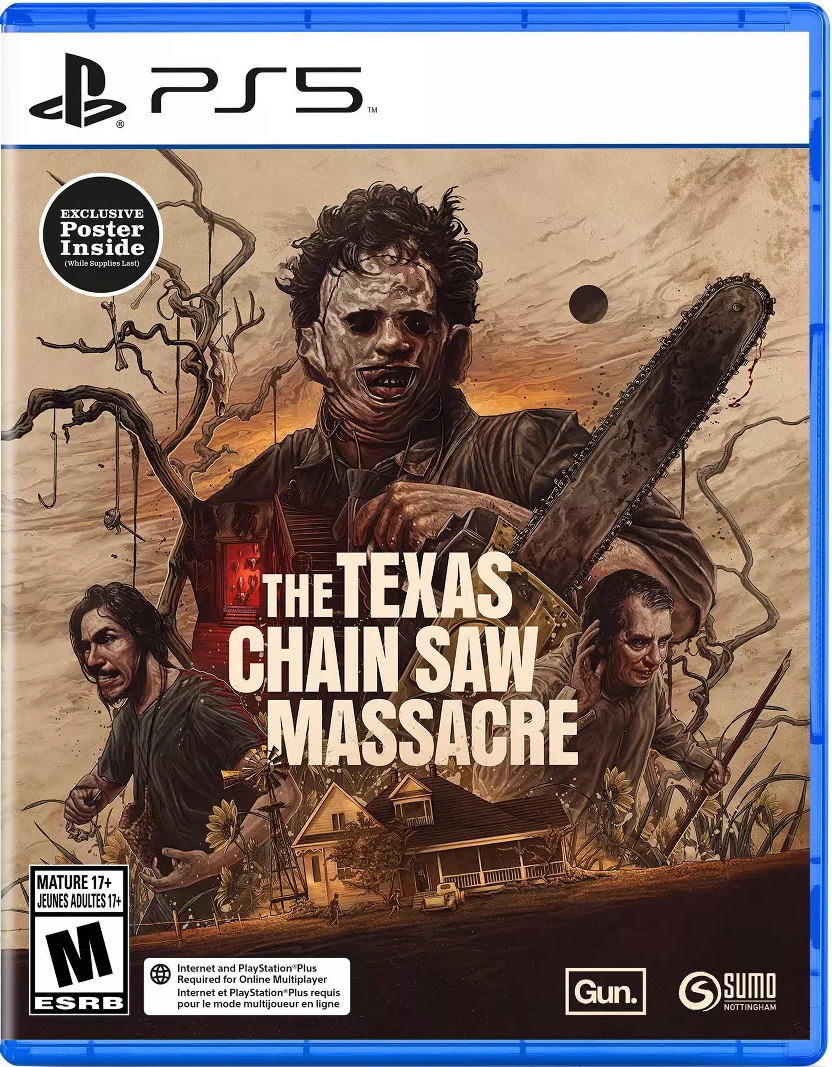 PS5™
EXCLUSIVE
Poster
Inside
(While Supplies Last)
THE TEXAS
CHAIN SAW
MASSACRE
MATURE 17+
JEUNES ADULTES 17+
M
ESRB
Internet and PlayStation®Plus
Required for Online Multiplayer
Internet et PlayStation®Plus requis
pour le mode multijoueur en ligne
Gun.
SUMO
NOTTINGHAM